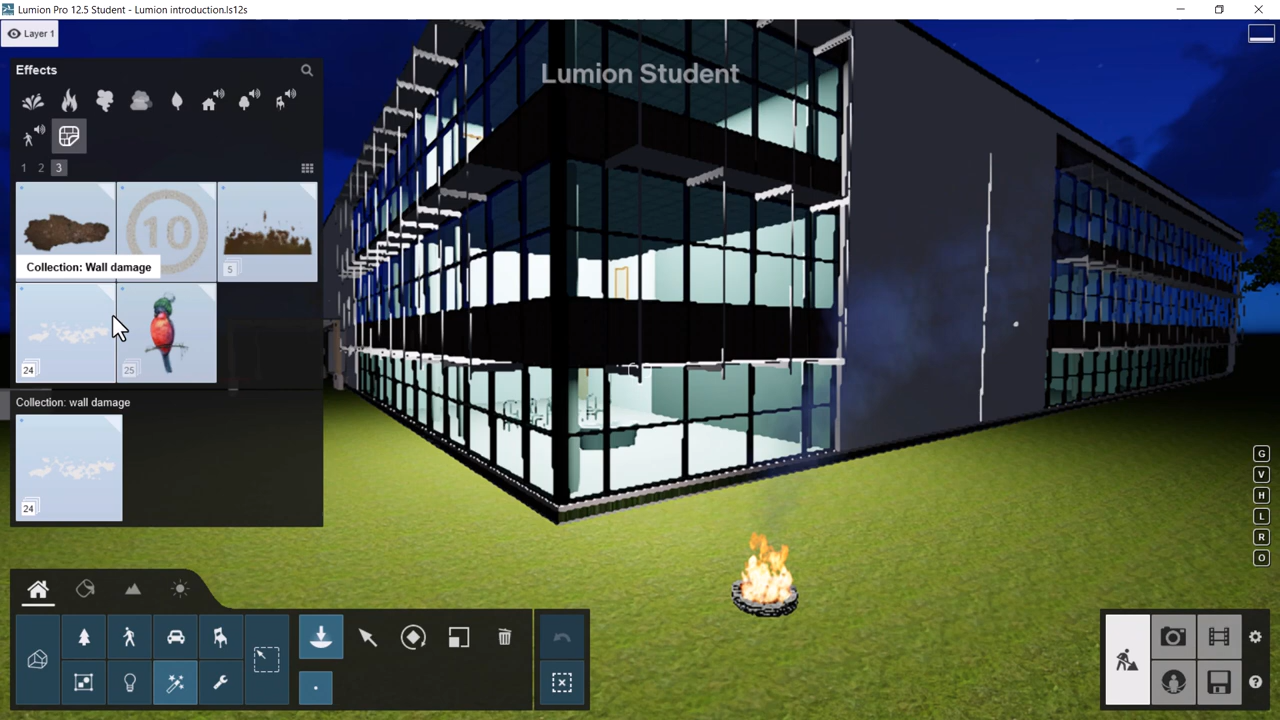 Lumion Pro 12.5 Student - Lumion introduction.ls12s
Layer 1
Lumion Student
Effects
1 2 3
10
5
Collection: Wall damage
24
25
Collection: wall damage
24
G
V
H
L
R
O
?